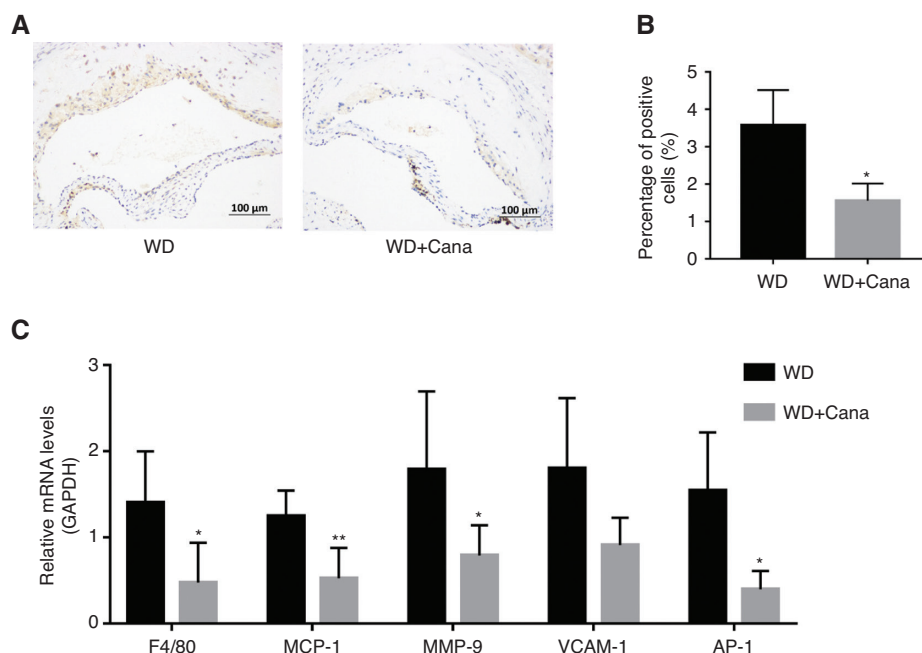 A
100 µm
100 µm
WD
WD+Cana
B
Percentage of positive
cells (%)
5
4
3
2
1
0
*
WD
WD+Cana
C
Relative mRNA levels
(GAPDH)
3
2
1
0
WD
WD+Cana
*
**
*
*
F4/80
MCP-1
MMP-9
VCAM-1
AP-1